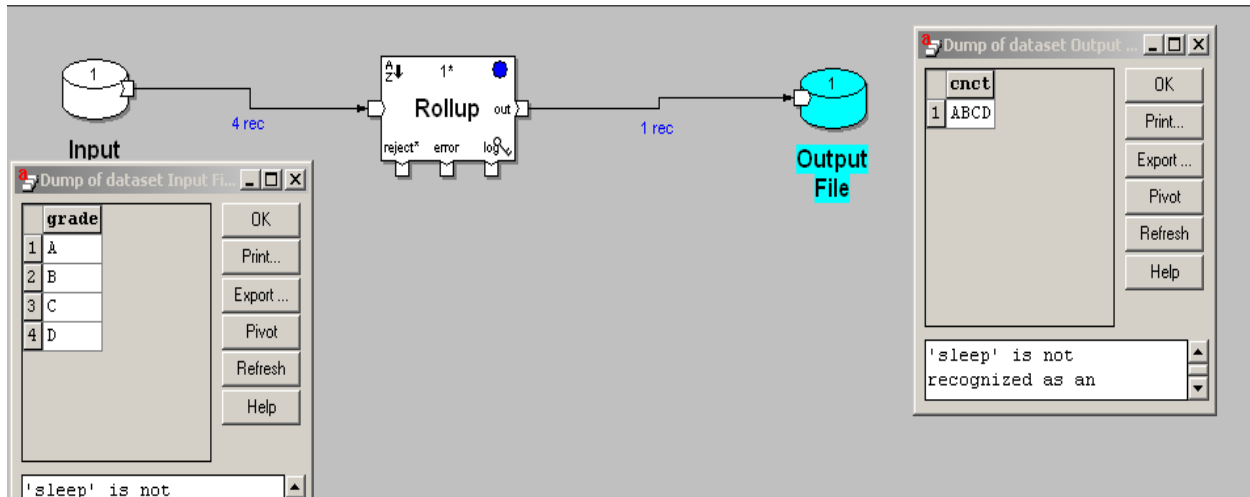 1
Input
4 rec
A
Z
1*
Rollup
out
reject*
error
log
1 rec
1
Output
File
Dump of dataset Input Fi...
grade
1 A
2 B
3 C
4 D
OK
Print...
Export ...
Pivot
Refresh
Help
'sleep' is not
Dump of dataset Output ...
cnct
1 ABCD
OK
Print...
Export ...
Pivot
Refresh
Help
'sleep' is not
recognized as an